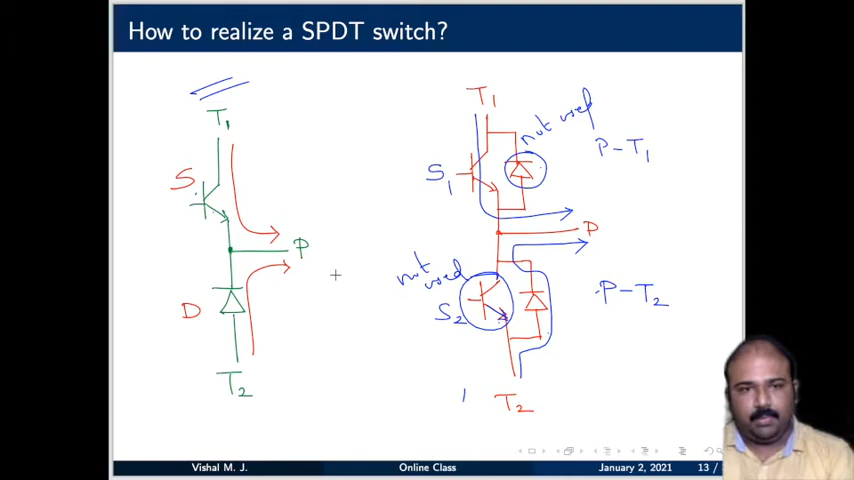 How to realize a SPDT switch?
T1
S
P
D
T2
T1
not used
P-T1
S1
P
not
used
S2
P-T2
T2
Vishal M. J.
Online Class
January 2, 2021
13 /